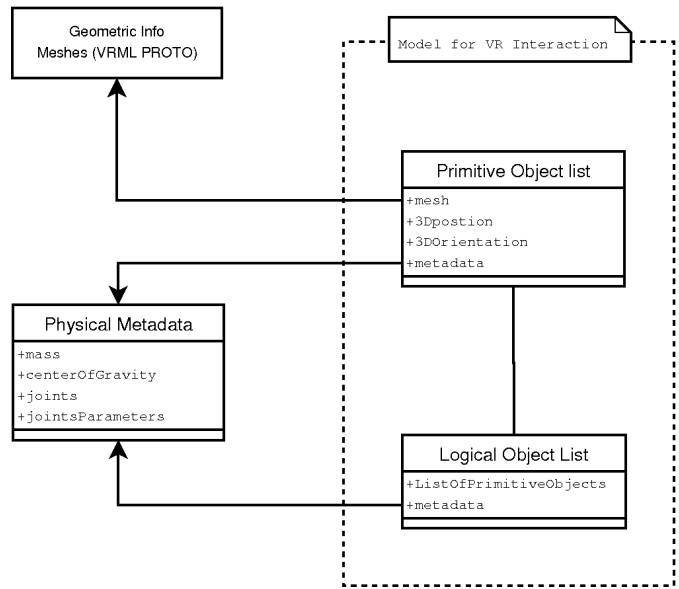 Geometric Info
Meshes (VRML PROTO)
Model for VR Interaction
Primitive Object list
+mesh
+3Dpostion
+3DOrientation
+metadata
Physical Metadata
+mass
+centerOfGravity
+joints
+jointsParameters
Logical Object List
+ListOfPrimitiveObjects
+metadata